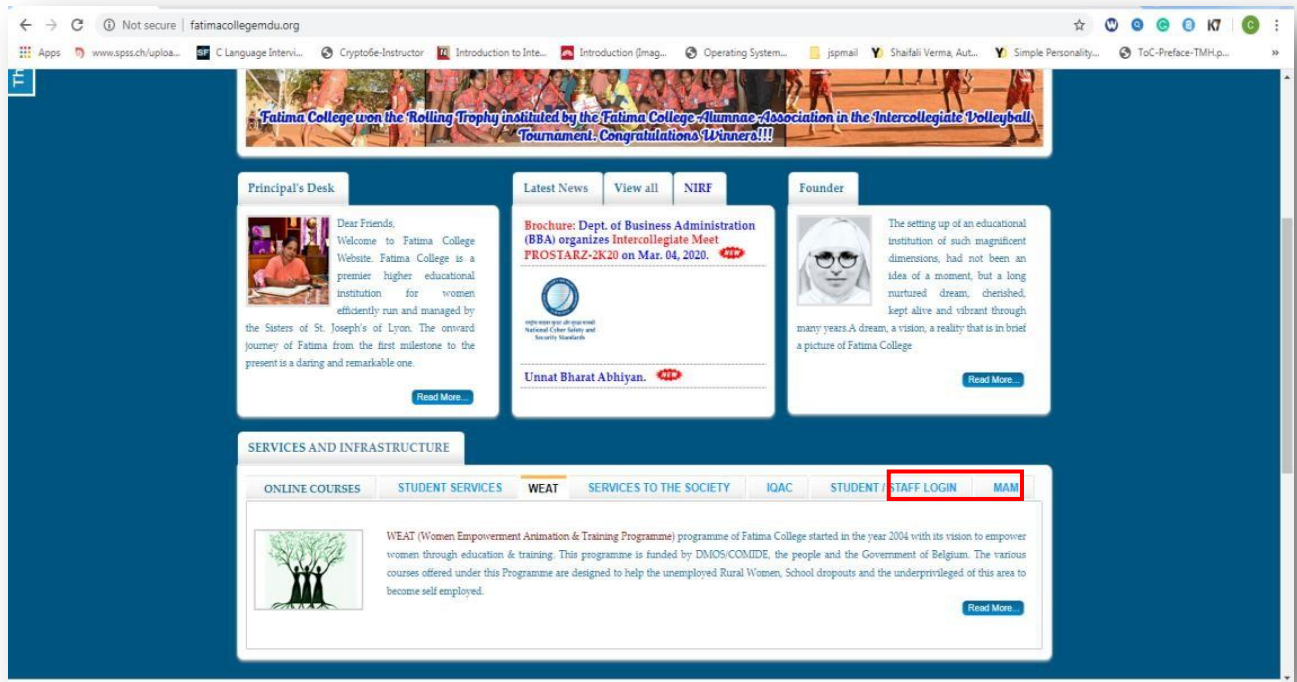 Not secure | fatimacollegemdu.org
Apps www.spss.ch/uploa... C Language Intervi... Crypto6e-Instructor Introduction to Inte... Introduction (Imag... Operating System... jspmail Shaifali Verma, Aut... Simple Personality... ToC-Preface-TMH.p... »
Th
Fatima College won the Rolling Trophy instituted by the Fatima College Alumnae Association in the Intercollegiate Volleyball
Tournament. Congratulations Winners!!!
Principal's Desk
Dear Friends,
Welcome to Fatima College
Website. Fatima College is a
premier higher educational
institution for women
efficiently run and managed by
the Sisters of St. Joseph's of Lyon. The onward
journey of Fatima from the first milestone to the
present is a daring and remarkable one.
Read More...
Latest News View all NIRF
Brochure: Dept. of Business Administration
(BBA) organizes Intercollegiate Meet
PROSTARZ-2K20 on Mar. 04, 2020. NEW
National Cyber Safety and
Security Standards
Unnat Bharat Abhiyan. NEW
Founder
The setting up of an educational
institution of such magnificent
dimensions, had not been an
idea of a moment, but a long
nurtured dream, cherished,
kept alive and vibrant through
many years.A dream, a vision, a reality that is in brief
a picture of Fatima College
Read More...
SERVICES AND INFRASTRUCTURE
ONLINE COURSES STUDENT SERVICES WEAT SERVICES TO THE SOCIETY IQAC STUDENT / STAFF LOGIN MAM
WEAT (Women Empowerment Animation & Training Programme) programme of Fatima College started in the year 2004 with its vision to empower
women through education & training. This programme is funded by DMOS/COMIDE, the people and the Government of Belgium. The various
courses offered under this Programme are designed to help the unemployed Rural Women, School dropouts and the underprivileged of this area to
become self employed.
Read More...